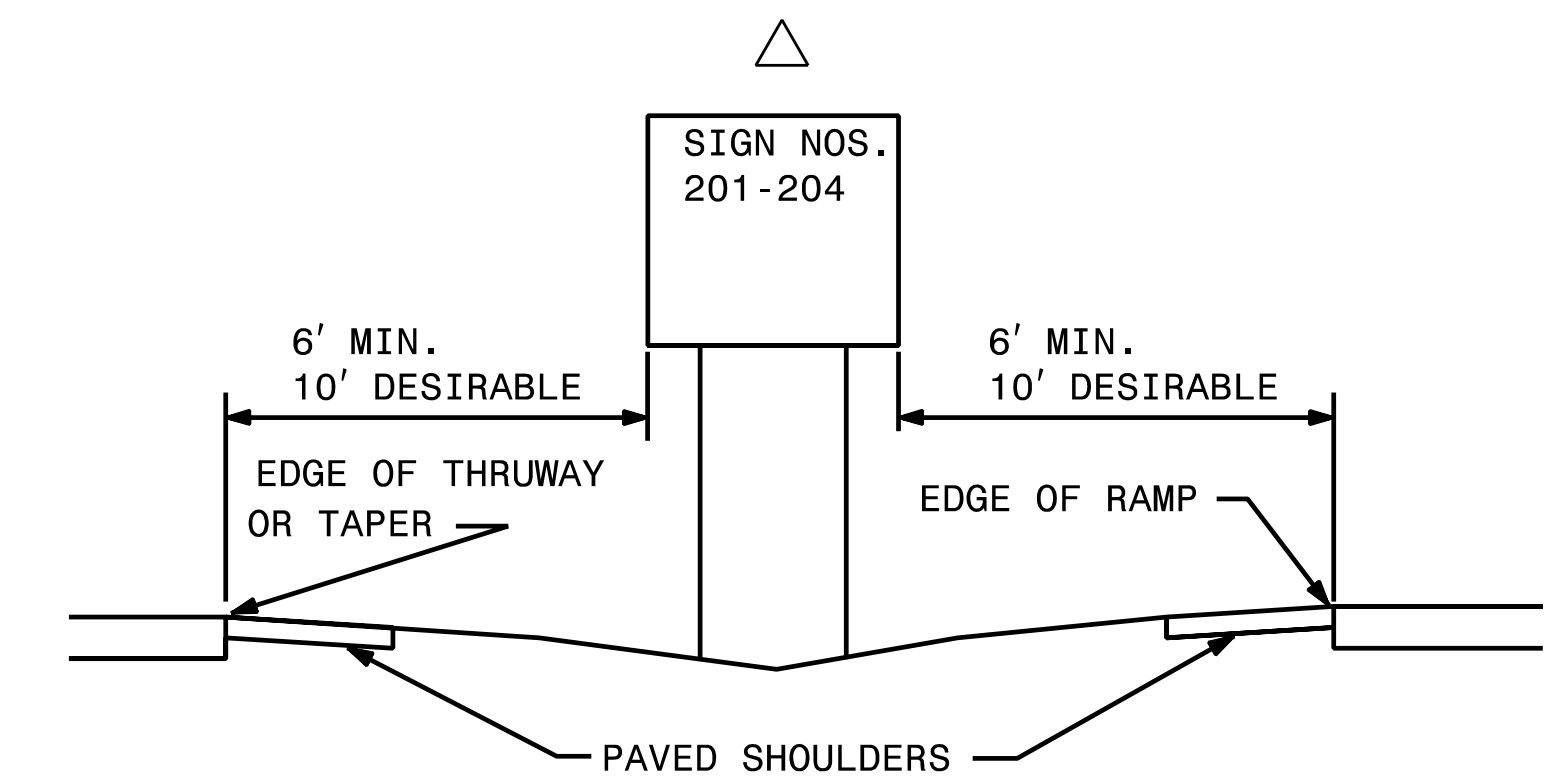 SIGN NOS.
201-204
6' MIN.
10' DESIRABLE
6' MIN.
10' DESIRABLE
EDGE OF THRUWAY
OR TAPER
EDGE OF RAMP
PAVED SHOULDERS